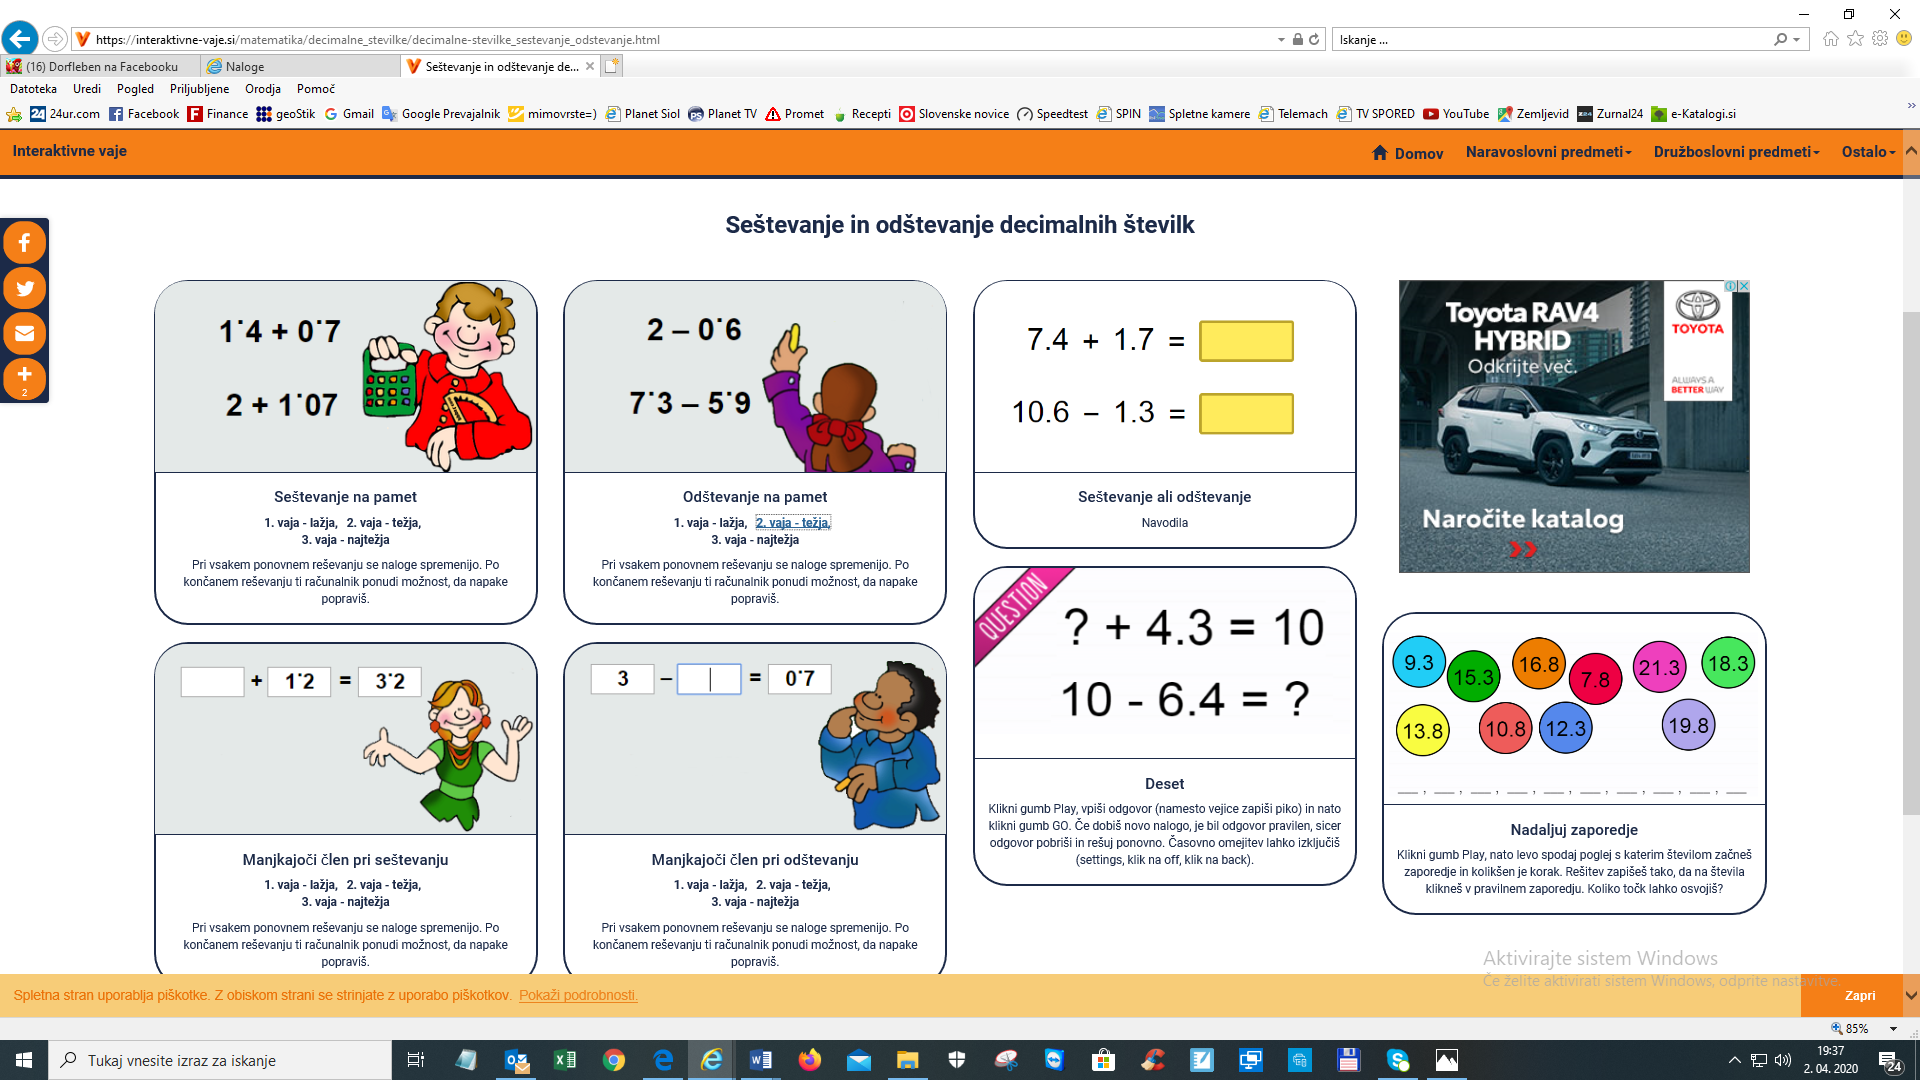 https://interaktivne-vaje.si/matematika/decimalne_stevilke/decimalne-stevilke_sestevanje_odstevanje.html
Iskanje ...
(16) Dorfleben na Facebooku
Naloge
Seštevanje in odštevanje de...
Datoteka Uredi Pogled Priljubljene Orodja Pomoč
24ur.com Facebook Finance geoStik Gmail Google Prevajalnik mimovrste=) Planet Siol Planet TV Promet Recepti Slovenske novice Speedtest SPIN Spletne kamere Telemach TV SPORED YouTube Zemljevid Zurnal24 e-Katalogi.si
Interaktivne vaje
Domov Naravoslovni predmeti Družboslovni predmeti Ostalo
2
Seštevanje in odštevanje decimalnih številk
1˙4 + 0˙7
2 + 1˙07
Seštevanje na pamet
1. vaja - lažja, 2. vaja - težja,
3. vaja - najtežja
Pri vsakem ponovnem reševanju se naloge spremenijo. Po
končanem reševanju ti računalnik ponudi možnost, da napake
popraviš.
2 – 0˙6
7˙3 – 5˙9
Odštevanje na pamet
1. vaja - lažja, 2. vaja - težja,
3. vaja - najtežja
Pri vsakem ponovnem reševanju se naloge spremenijo. Po
končanem reševanju ti računalnik ponudi možnost, da napake
popraviš.
7.4 + 1.7 =
10.6 − 1.3 =
Seštevanje ali odštevanje
Navodila
Toyota RAV4
HYBRID
Odkrijte več.
TOYOTA
ALWAYS A
BETTER WAY
Naročite katalog
+ 1˙2 = 3˙2
Manjkajoči člen pri seštevanju
1. vaja - lažja, 2. vaja - težja,
3. vaja - najtežja
Pri vsakem ponovnem reševanju se naloge spremenijo. Po
končanem reševanju ti računalnik ponudi možnost, da napake
popraviš.
3 – = 0˙7
Manjkajoči člen pri odštevanju
1. vaja - lažja, 2. vaja - težja,
3. vaja - najtežja
Pri vsakem ponovnem reševanju se naloge spremenijo. Po
končanem reševanju ti računalnik ponudi možnost, da napake
popraviš.
QUESTION
? + 4.3 = 10
10 - 6.4 = ?
Deset
Klikni gumb Play, vpiši odgovor (namesto vejice zapiši piko) in nato
klikni gumb GO. Če dobiš novo nalogo, je bil odgovor pravilen, sicer
odgovor pobriši in rešuj ponovno. Časovno omejitev lahko izključiš
(settings, klik na off, klik na back).
9.3 15.3 16.8 7.8 21.3 18.3
13.8 10.8 12.3 19.8
Nadaljuj zaporedje
Klikni gumb Play, nato levo spodaj poglej s katerim številom začneš
zaporedje in kolikšen je korak. Rešitev zapišeš tako, da na števila
klikneš v pravilnem zaporedju. Koliko točk lahko osvojiš?
Aktivirajte sistem Windows
Če želite aktivirati sistem Windows, odprite nastavitve.
Spletna stran uporablja piškotke. Z obiskom strani se strinjate z uporabo piškotkov. Pokaži podrobnosti.
Zapri
85%
Tukaj vnesite izraz za iskanje
19:37
2. 04. 2020
24